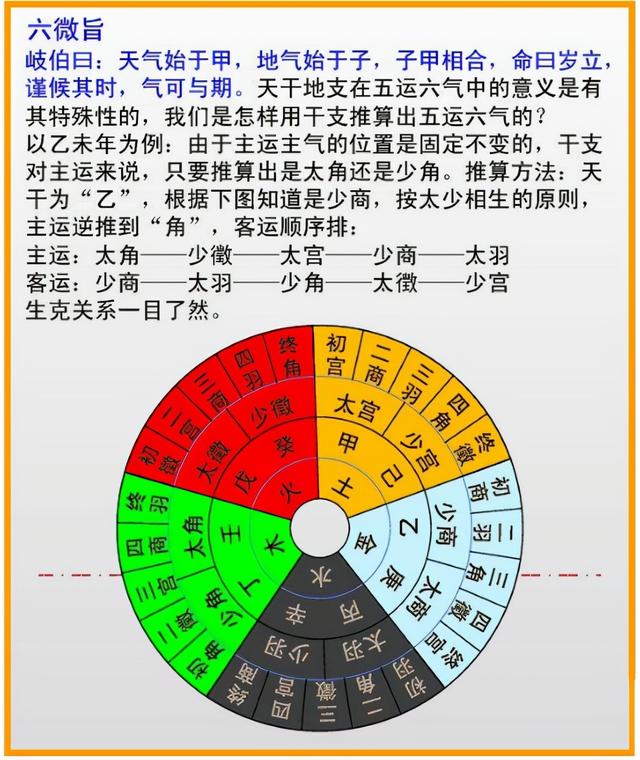 六微旨
岐伯曰：天气始于甲，地气始于子，子甲相合，命曰岁立，
谨候其时，气可与期。天干地支在五运六气中的意义是有
其特殊性的，我们是怎样用干支推算出五运六气的？
以乙未年为例：由于主运主气的位置是固定不变的，干支
对主运来说，只要推算出是太角还是少角。推算方法：天
干为“乙”，根据下图知道是少商，按太少相生的原则，
主运逆推到“角”，客运顺序排：
主运：太角——少徵——太宫——少商——太羽
客运：少商——太羽——少角——太徵——少宫
生克关系一目了然。
初宫
二商
三羽
四角
终徵
初商
二羽
三角
四徵
终宫
初羽
二角
三徵
四宫
终商
初角
二徵
三宫
四商
终羽
初徵
二宫
三商
四羽
终角
太宫
少宫
少商
太商
太羽
少羽
少角
太角
太徵
少徵
甲
己
乙
庚
丙
辛
丁
壬
戊
癸
土
金
水
木
火